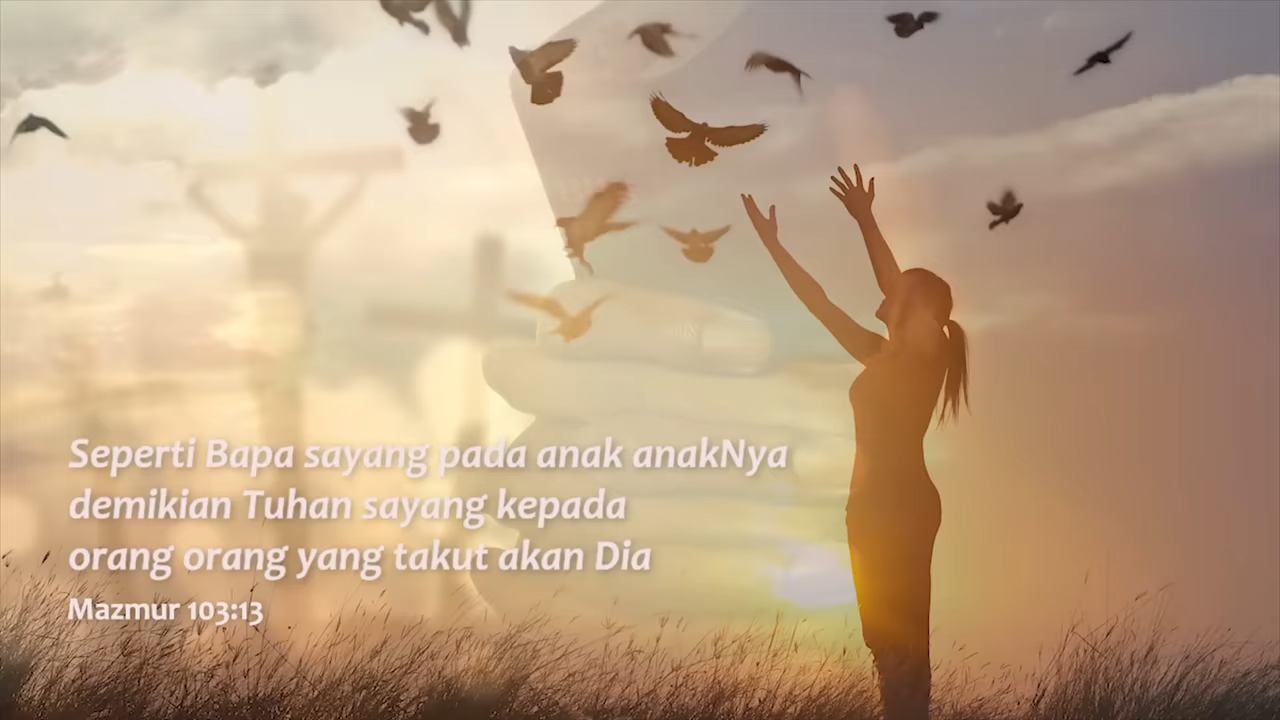 Seperti Bapa sayang pada anak anakNya
demikian Tuhan sayang kepada
orang orang yang takut akan Dia
Mazmur 103:13